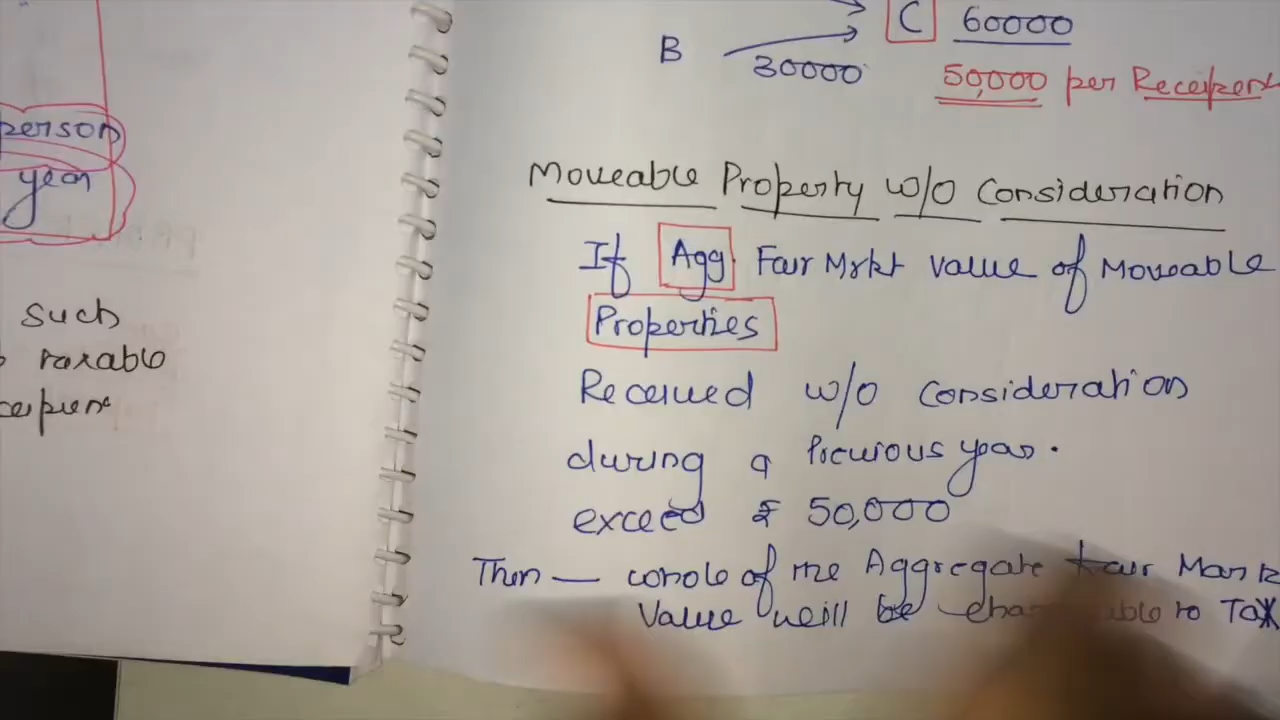 person
year
such
taxable
C 60000
B 30000
50,000 per Receipent
Moveable Property w/o Consideration
If Agg. Fair Mrkt value of Moveable
Properties
Received w/o consideration
during a Previous year.
exceed ₹ 50,000
Then — whole of the Aggregate Fair Mark
Value will be to Tax